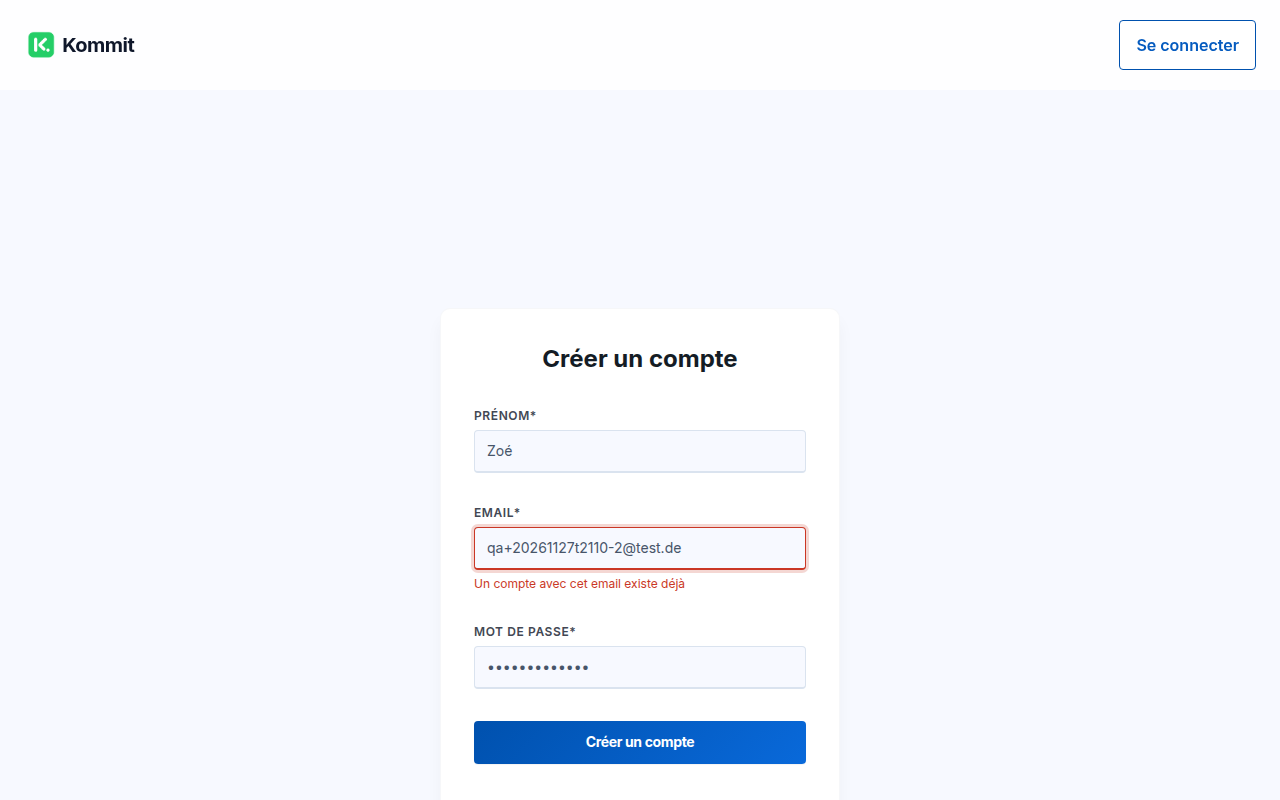 Kommit
Se connecter
Créer un compte
PRÉNOM*
Zoé
EMAIL*
qa+20261127t2110-2@test.de
Un compte avec cet email existe déjà
MOT DE PASSE*
•••••••••••••
Créer un compte